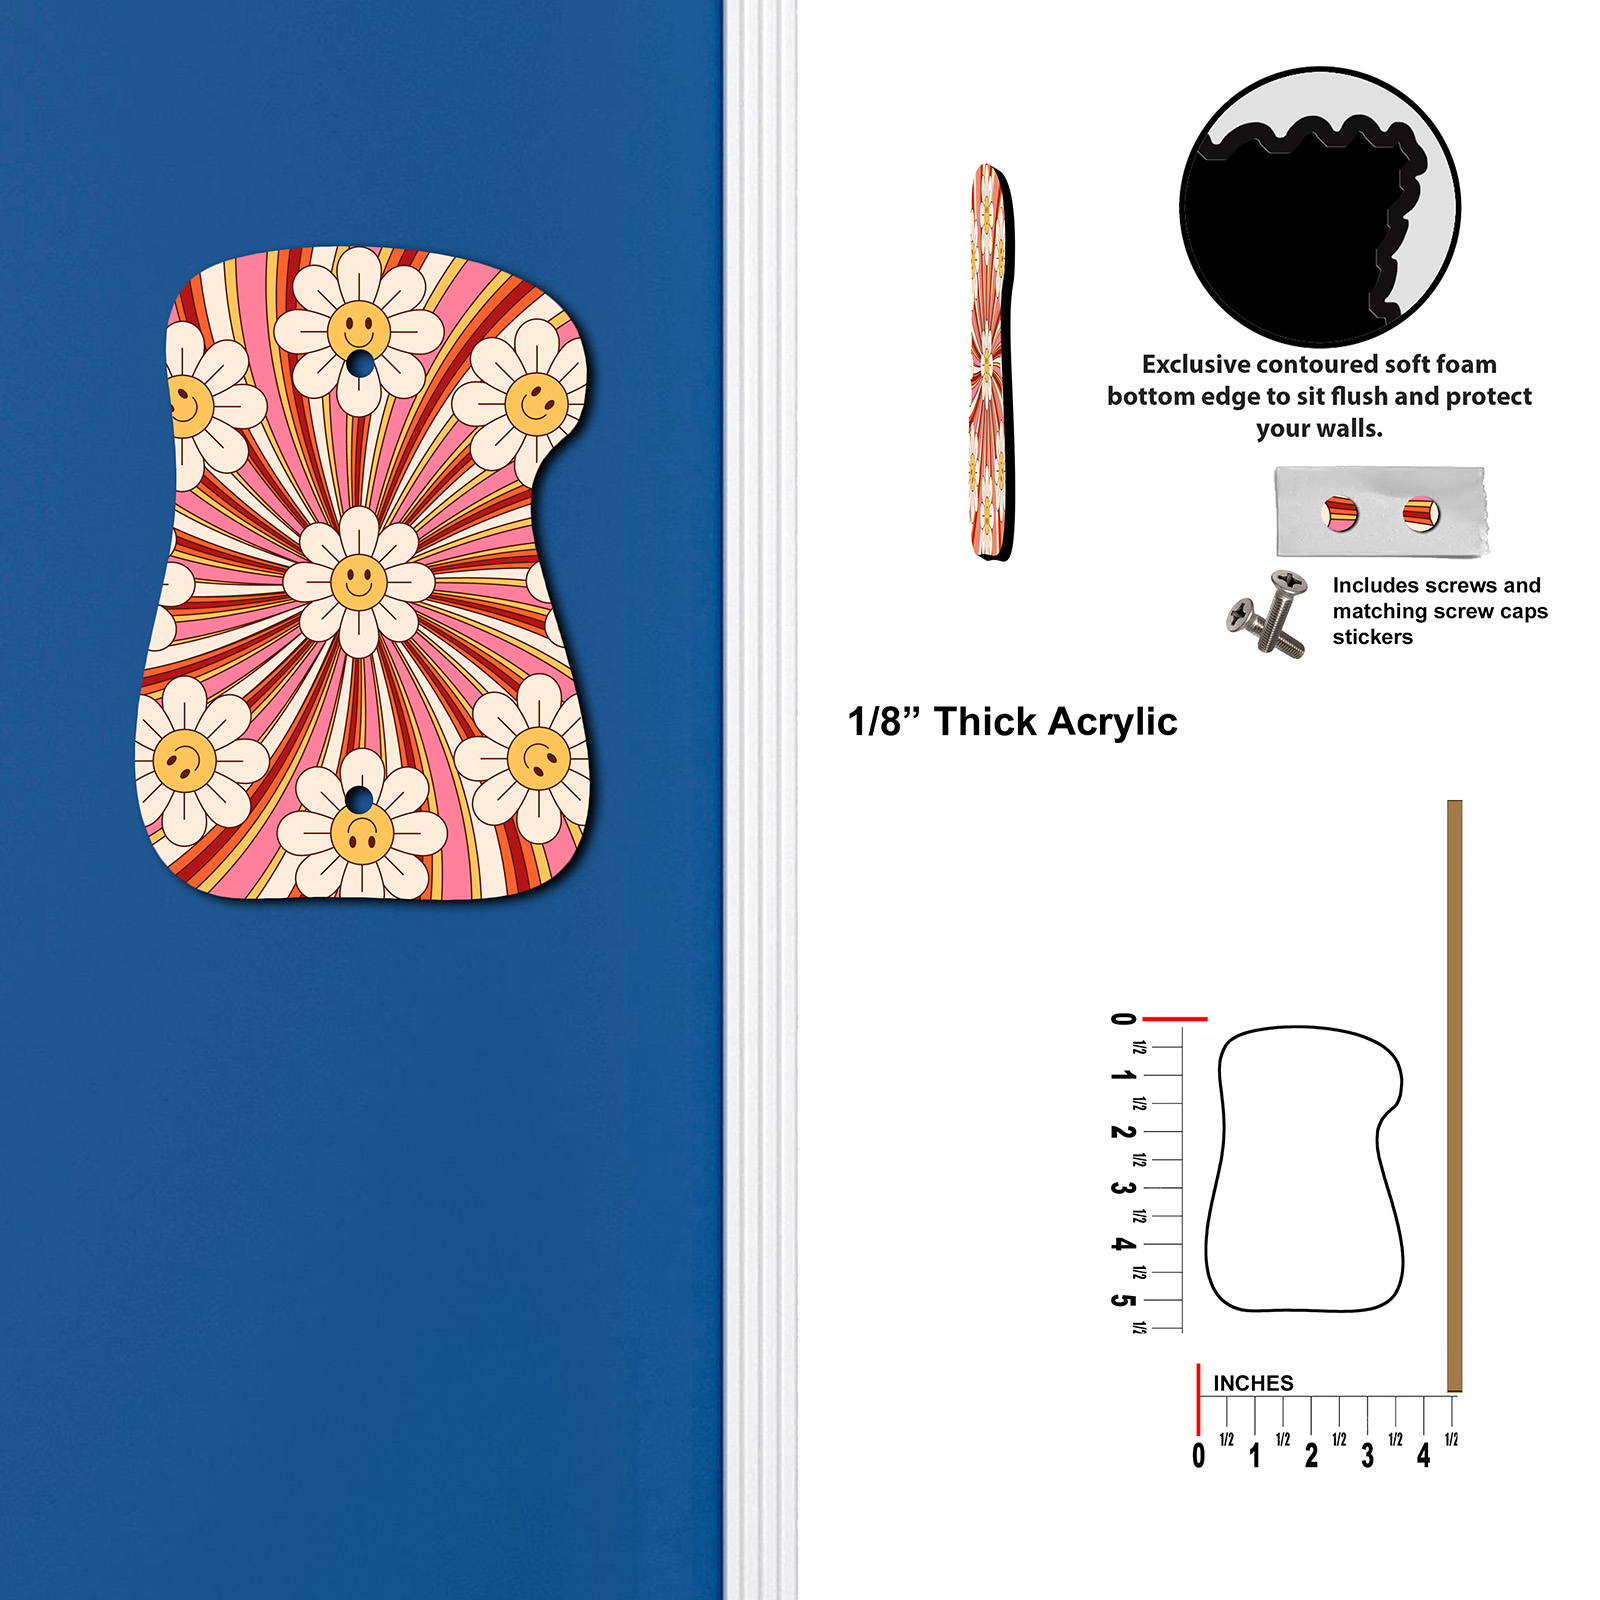 Exclusive contoured soft foam
bottom edge to sit flush and protect
your walls.
Includes screws and
matching screw caps
stickers
1/8” Thick Acrylic
0
1/2
1
1/2
2
1/2
3
1/2
4
1/2
5
1/2
INCHES
0 1/2 1 1/2 2 1/2 3 1/2 4 1/2